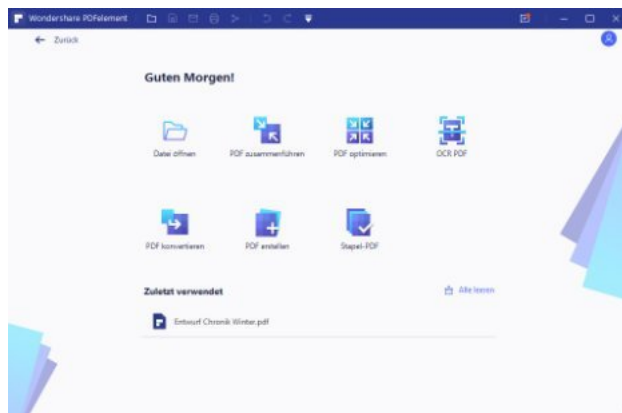 Wondershare PDFelement
Zurück
Guten Morgen!
Datei öffnen
PDF zusammenführen
PDF optimieren
OCR PDF
PDF konvertieren
PDF erstellen
Stapel-PDF
Zuletzt verwendet
Alle leeren
Entwurf Chronik Winter.pdf